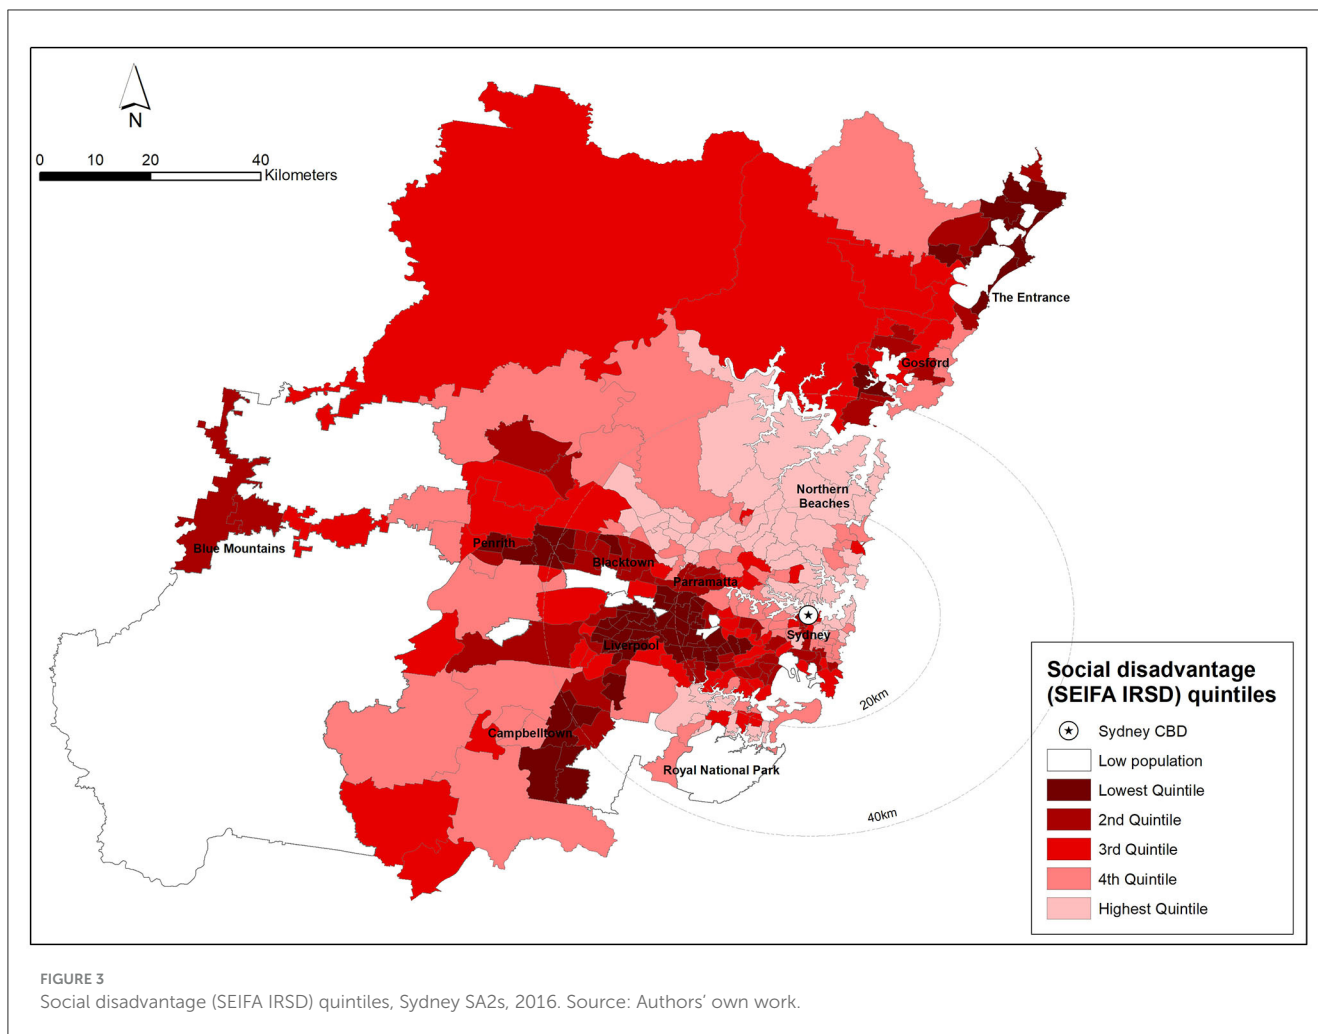 N
0 10 20 40
Kilometers
The Entrance
Gosford
Northern
Beaches
Blue Mountains
Penrith
Blacktown
Parramatta
Sydney
Liverpool
Campbelltown
Royal National Park
20km
40km
Social disadvantage
(SEIFA IRSD) quintiles
Sydney CBD
Low population
Lowest Quintile
2nd Quintile
3rd Quintile
4th Quintile
Highest Quintile
FIGURE 3
Social disadvantage (SEIFA IRSD) quintiles, Sydney SA2s, 2016. Source: Authors' own work.